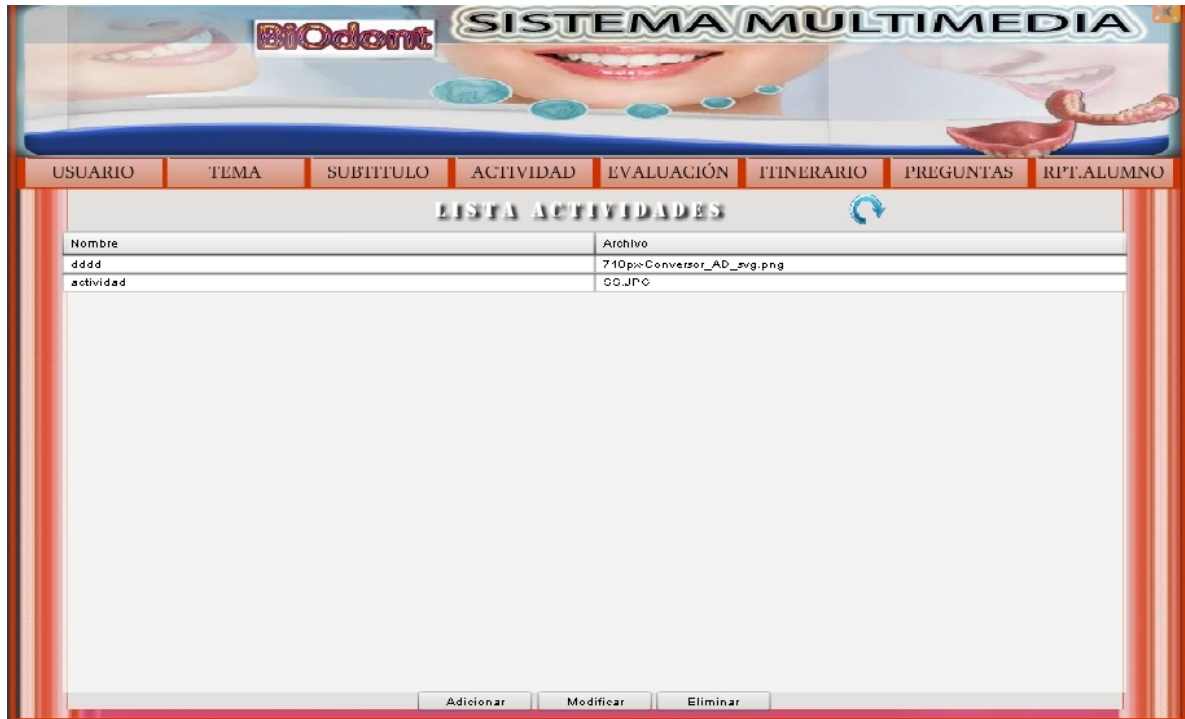 BiOdont SISTEMA MULTIMEDIA
USUARIO TEMA SUBTITULO ACTIVIDAD EVALUACIÓN ITINERARIO PREGUNTAS RPT.ALUMNO
LISTA ACTIVIDADES
Nombre Archivo
dddd 710px-Conversor_AD_svg.png
actividad
Adicionar Modificar Eliminar